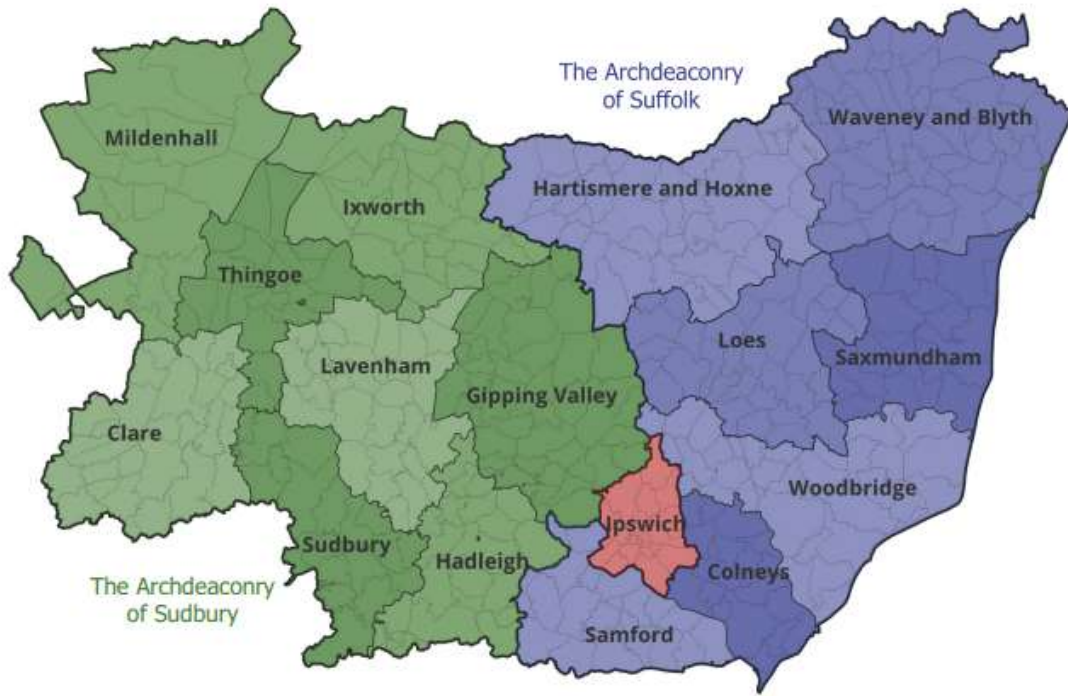 The Archdeaconry
of Suffolk
Waveney and Blyth
Mildenhall
Hartismere and Hoxne
Ixworth
Thingoe
Loes
Saxmundham
Lavenham
Gipping Valley
Clare
Woodbridge
Ipswich
Sudbury
Hadleigh
Colneys
The Archdeaconry
of Sudbury
Samford